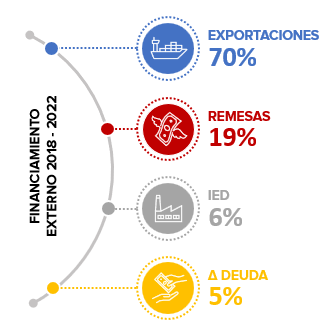 FINANCIAMIENTO
EXTERNO 2018 - 2022
EXPORTACIONES
70%
REMESAS
19%
IED
6%
Δ DEUDA
5%